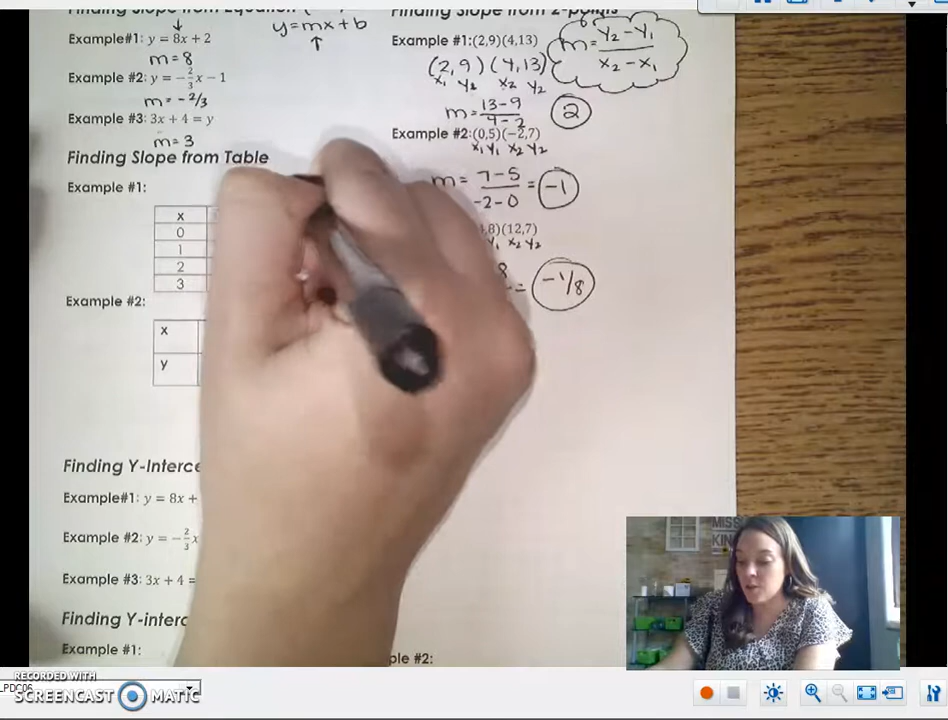 Finding Slope from Equation
y=mx+b
Example#1: y = 8x + 2
m = 8
Example #2: y = -2/3x - 1
m = -2/3
Example #3: 3x + 4 = y
m = 3
Finding Slope from 2-points
m = y2 - y1 / x2 - x1
Example #1:(2,9)(4,13)
(2,9) (4,13)
x1 y1 x2 y2
m = 13-9 / 4-2
2
Example #2:(0,5)(-2,7)
x1 y1 x2 y2
m = 7-5 / -2-0 = -1
,8)(12,7)
y1 x2 y2
8
= -1/8
Finding Slope from Table
Example #1:
x
0
1
2
3
Example #2:
x
y
Finding Y-Interce
Example#1: y = 8x +
Example #2: y = -2/3x
Example #3: 3x + 4 =
Finding Y-interc
Example #1:
ple #2:
MISS
KIN
RECORDED WITH
SCREENCAST MATIC